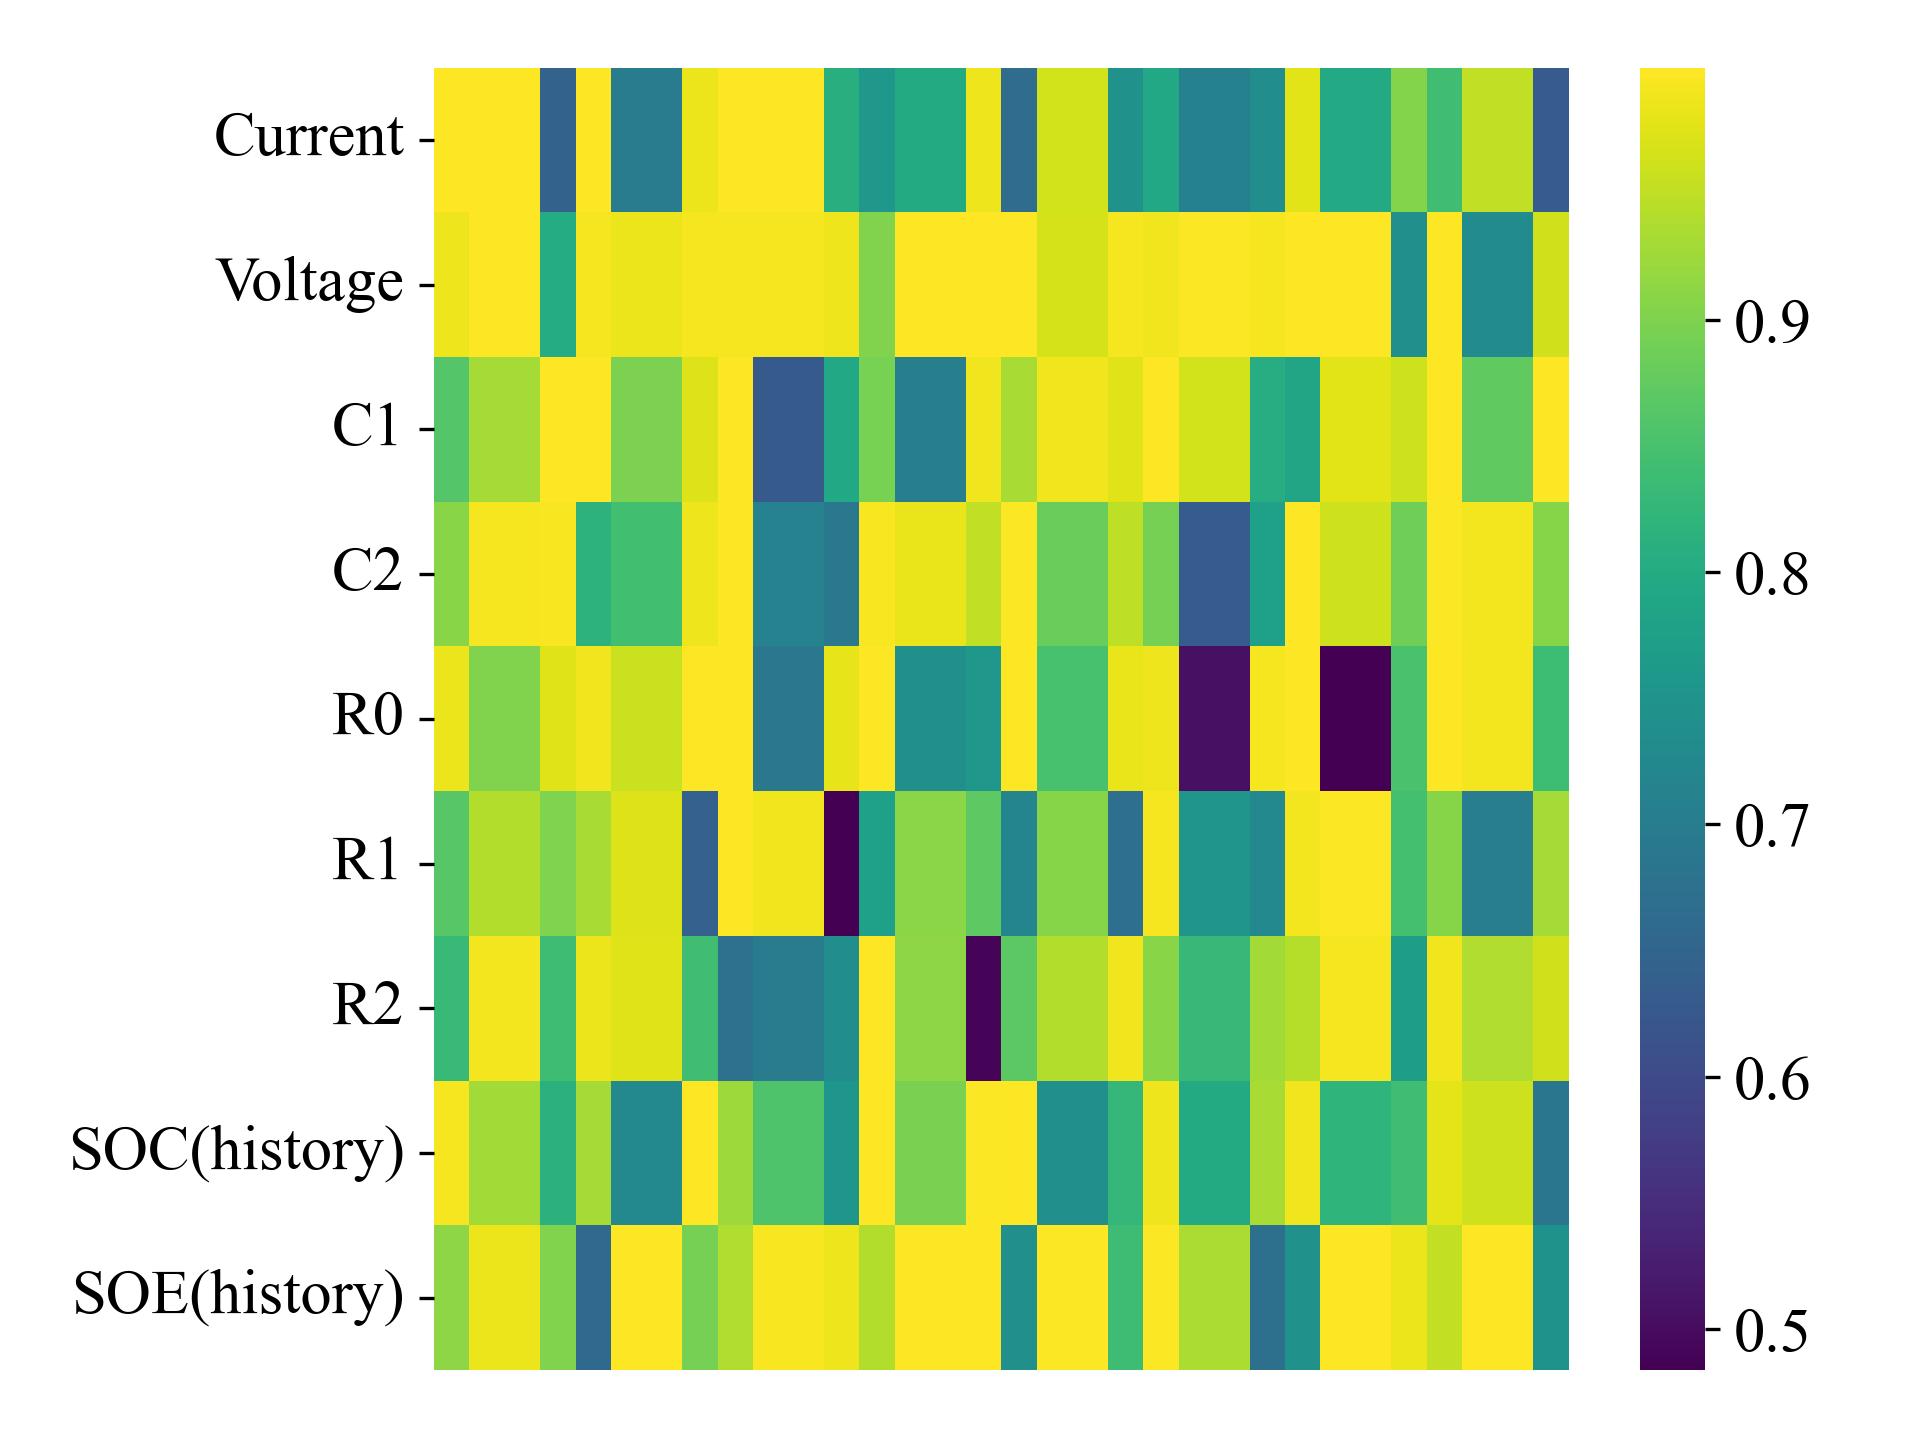 Current
Voltage
C1
C2
R0
R1
R2
SOC(history)
SOE(history)
0.9
0.8
0.7
0.6
0.5